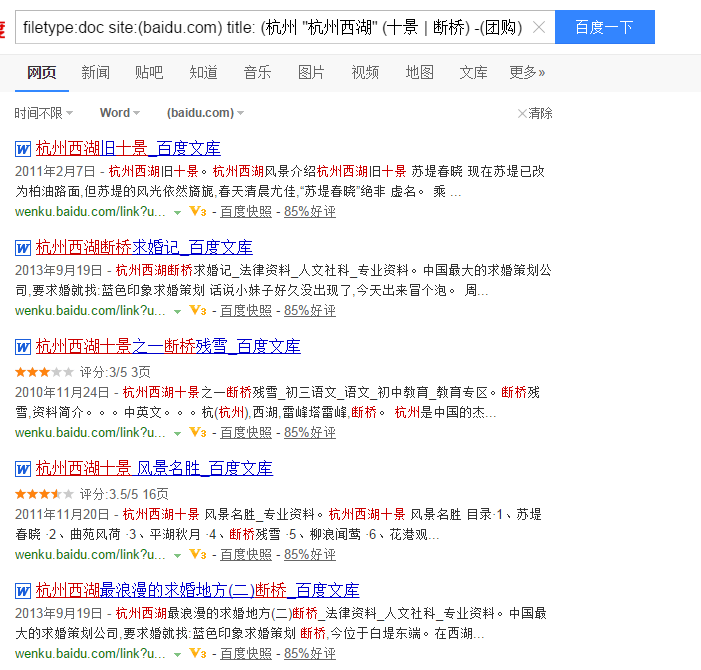 filetype:doc site:(baidu.com) title: (杭州 "杭州西湖" (十景 | 断桥) -(团购)
百度一下
网页 新闻 贴吧 知道 音乐 图片 视频 地图 文库 更多»
时间不限 Word (baidu.com) 清除
杭州西湖旧十景_百度文库
2011年2月7日 - 杭州西湖旧十景。杭州西湖风景介绍杭州西湖旧十景 苏堤春晓 现在苏堤已改
为柏油路面,但苏堤的风光依然旖旎,春天清晨尤佳,“苏堤春晓”绝非 虚名。 乘 ...
wenku.baidu.com/link?u... V3 - 百度快照 - 85%好评
杭州西湖断桥求婚记_百度文库
2013年9月19日 - 杭州西湖断桥求婚记_法律资料_人文社科_专业资料。中国最大的求婚策划公
司,要求婚就找:蓝色印象求婚策划 话说小妹子好久没出现了,今天出来冒个泡。 周...
wenku.baidu.com/link?u... V3 - 百度快照 - 85%好评
杭州西湖十景之一断桥残雪_百度文库
评分:3/5 3页
2010年11月24日 - 杭州西湖十景之一断桥残雪_初三语文_语文_初中教育_教育专区。断桥残
雪,资料简介。。。中英文。。。杭(杭州),西湖,雷峰塔雷峰,断桥。 杭州是中国的杰...
wenku.baidu.com/link?u... V3 - 百度快照 - 85%好评
杭州西湖十景 风景名胜_百度文库
评分:3.5/5 16页
2011年11月20日 - 杭州西湖十景 风景名胜_专业资料。杭州西湖十景 风景名胜 目录·1、苏堤
春晓 ·2、曲苑风荷 ·3、平湖秋月 ·4、断桥残雪 ·5、柳浪闻莺 ·6、花港观...
wenku.baidu.com/link?u... V3 - 百度快照 - 85%好评
杭州西湖最浪漫的求婚地方(二)断桥_百度文库
2013年9月19日 - 杭州西湖最浪漫的求婚地方(二)断桥_法律资料_人文社科_专业资料。中国最
大的求婚策划公司,要求婚就找:蓝色印象求婚策划 断桥,今位于白堤东端。在西湖...
wenku.baidu.com/link?u... V3 - 百度快照 - 85%好评